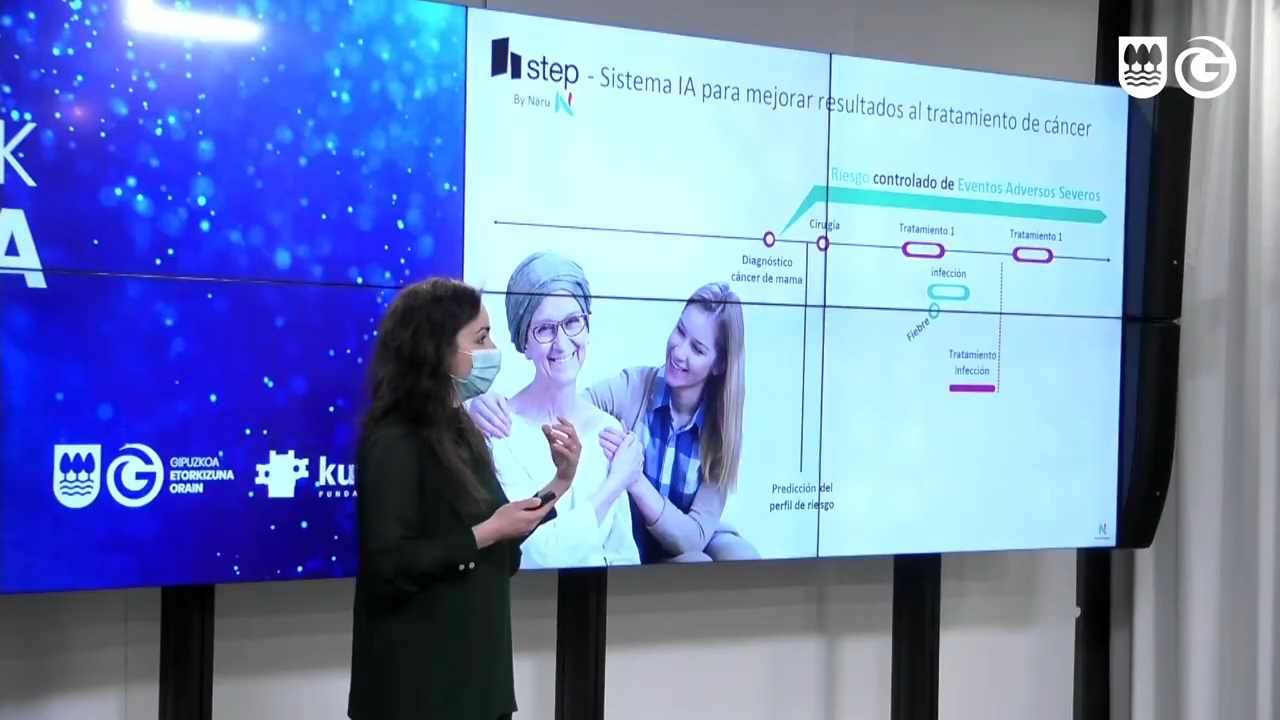 K
A
GIPUZKOA
ETORKIZUNA
ORAIN
ku
FUNDA
step - Sistema IA para mejorar resultados al tratamiento de cáncer
By Naru
Riesgo controlado de Eventos Adversos Severos
Cirugía
Tratamiento 1
Tratamiento 1
Diagnóstico
cáncer de mama
infección
Fiebre
Tratamiento
infección
Predicción del
perfil de riesgo